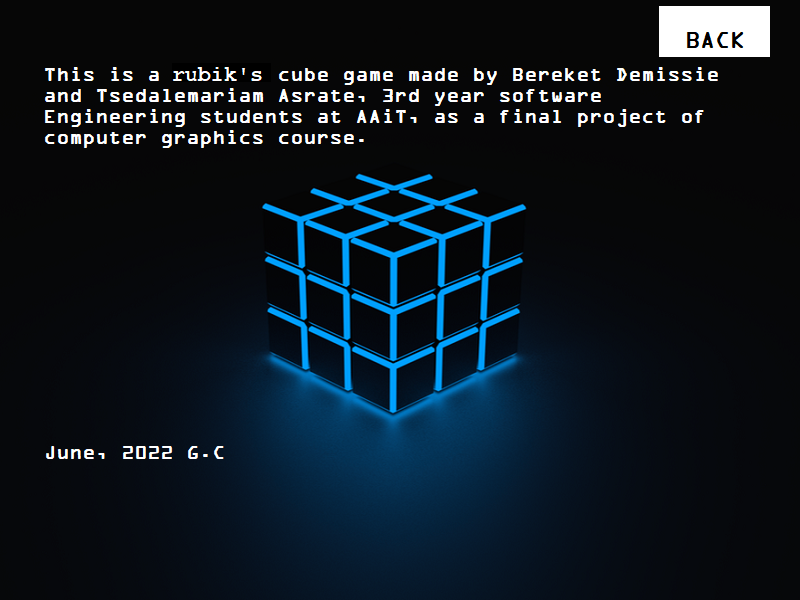 BACK
This is a rubik's cube game made by Bereket Demissie
and Tsedalemariam Asrate, 3rd year software
Engineering students at AAiT, as a final project of
computer graphics course.
June, 2022 G.C